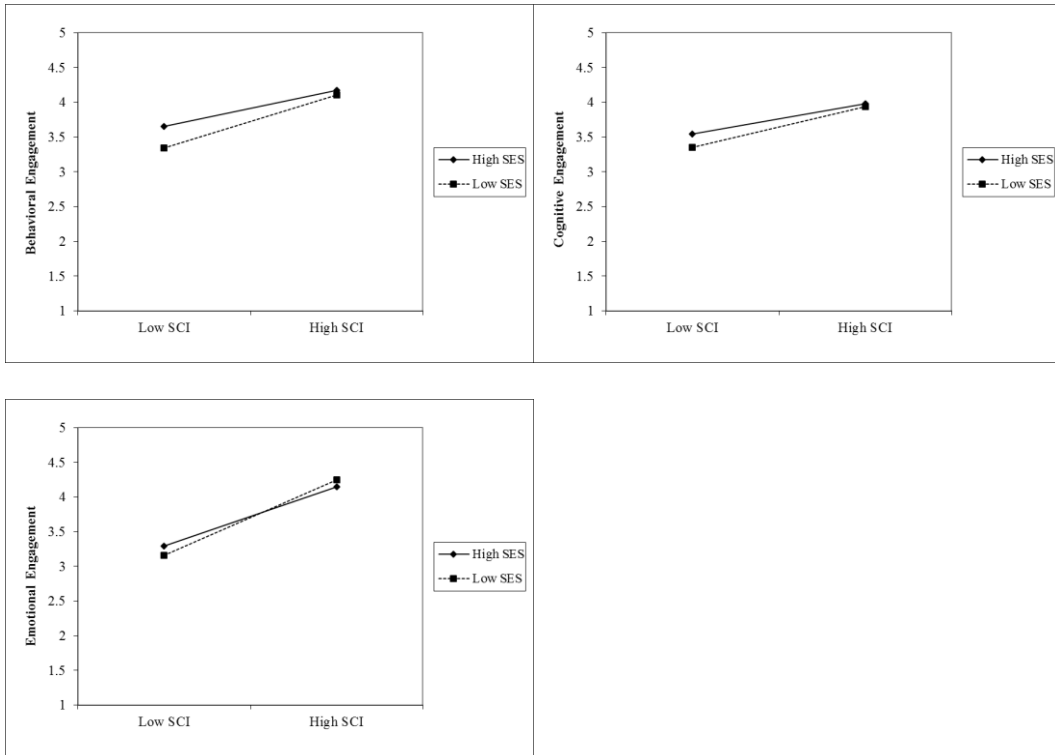 5
4.5
4
3.5
3
2.5
2
1.5
1
Behavioral Engagement
Low SCI High SCI
High SES
Low SES
5
4.5
4
3.5
3
2.5
2
1.5
1
Cognitive Engagement
Low SCI High SCI
High SES
Low SES
5
4.5
4
3.5
3
2.5
2
1.5
1
Emotional Engagement
Low SCI High SCI
High SES
Low SES